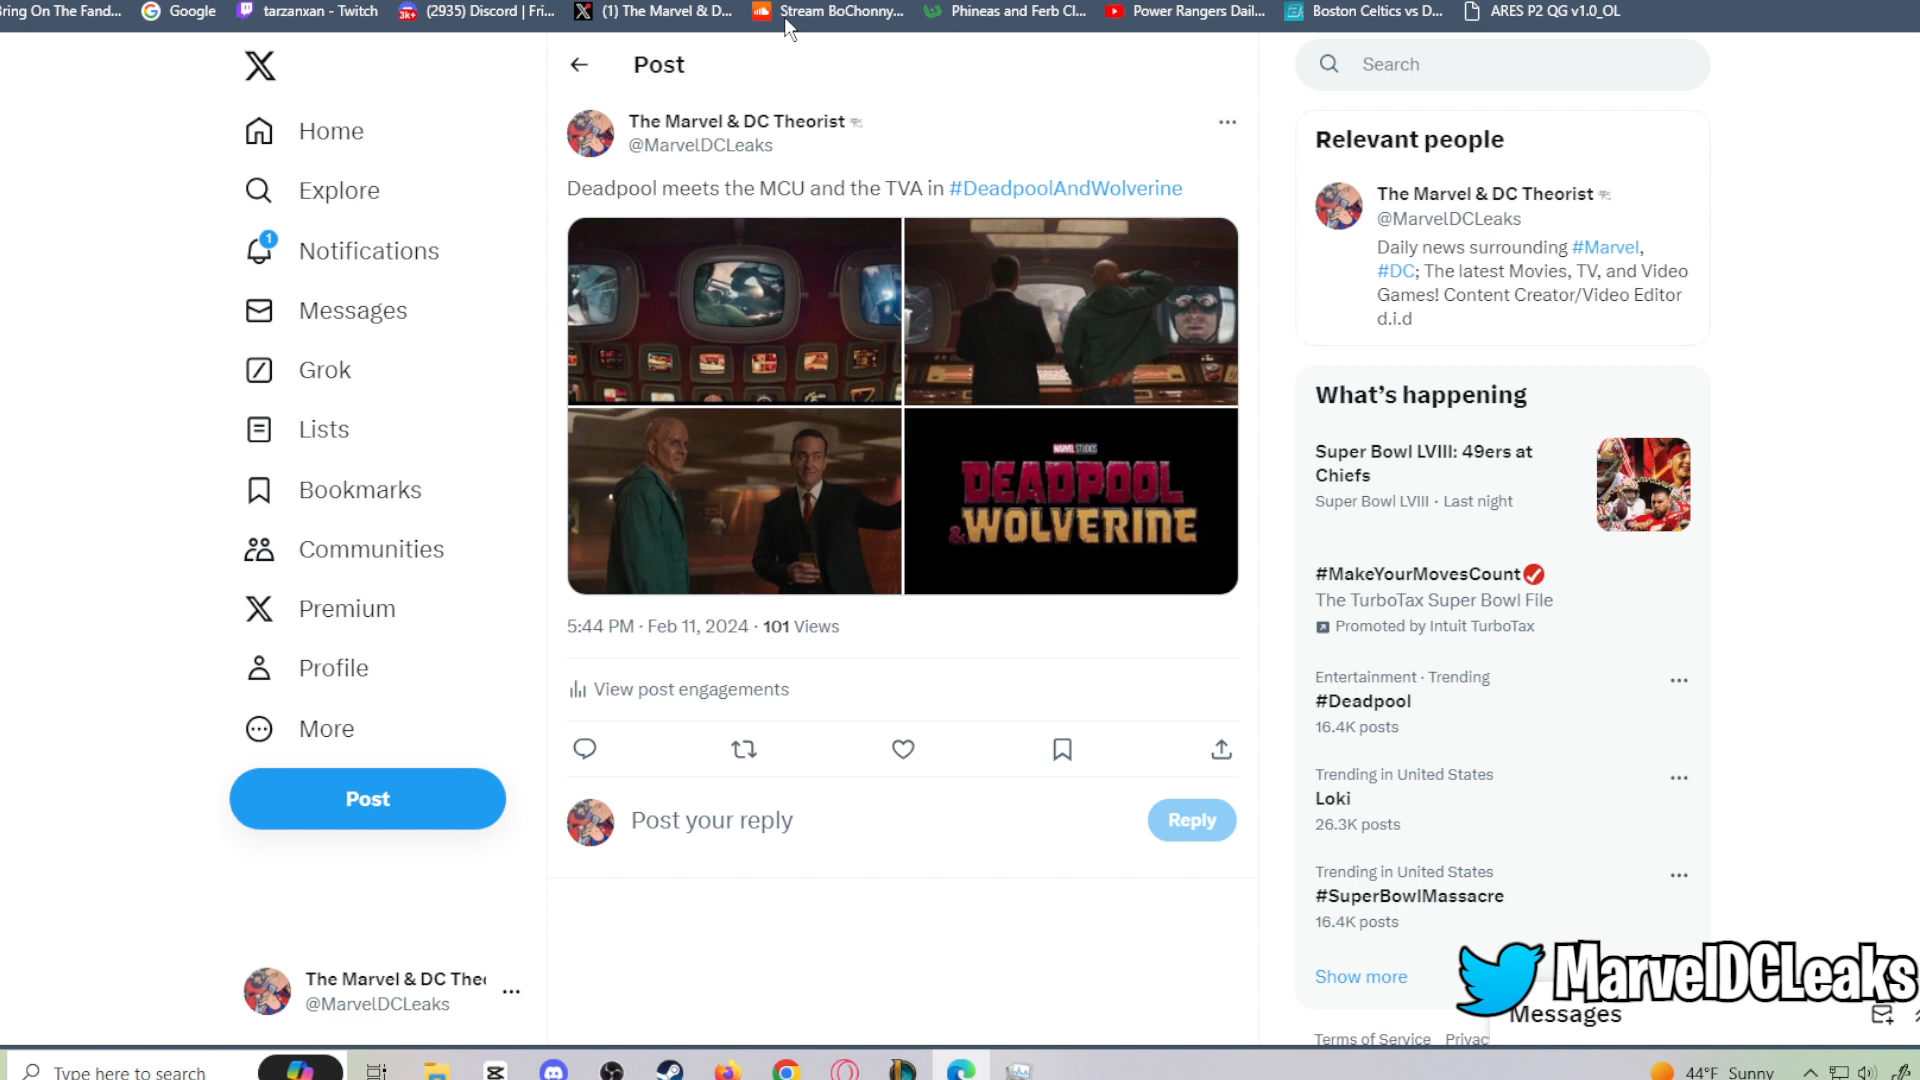 ring On The Fand...
Google
tarzanxan - Twitch
3k+
(2935) Discord | Fri...
(1) The Marvel & D...
Stream BoChonny...
Phineas and Ferb Cl...
Power Rangers Dail...
Boston Celtics vs D...
ARES P2 QG v1.0_OL
Home
Explore
1
Notifications
Messages
Grok
Lists
Bookmarks
Communities
Premium
Profile
More
Post
The Marvel & DC Thec
@MarvelDCLeaks
Post
The Marvel & DC Theorist
@MarvelDCLeaks
Deadpool meets the MCU and the TVA in #DeadpoolAndWolverine
MARVEL STUDIOS
DEADPOOL
& WOLVERINE
5:44 PM · Feb 11, 2024 · 101 Views
View post engagements
Post your reply
Reply
Search
Relevant people
The Marvel & DC Theorist
@MarvelDCLeaks
Daily news surrounding #Marvel,
#DC; The latest Movies, TV, and Video
Games! Content Creator/Video Editor
d.i.d
What's happening
Super Bowl LVIII: 49ers at
Chiefs
Super Bowl LVIII · Last night
#MakeYourMovesCount
The TurboTax Super Bowl File
Promoted by Intuit TurboTax
Entertainment · Trending
#Deadpool
16.4K posts
Trending in United States
Loki
26.3K posts
Trending in United States
#SuperBowlMassacre
16.4K posts
Show more
MarvelDCLeaks
Messages
Terms of Service Privac
Type here to search
44°F Sunny